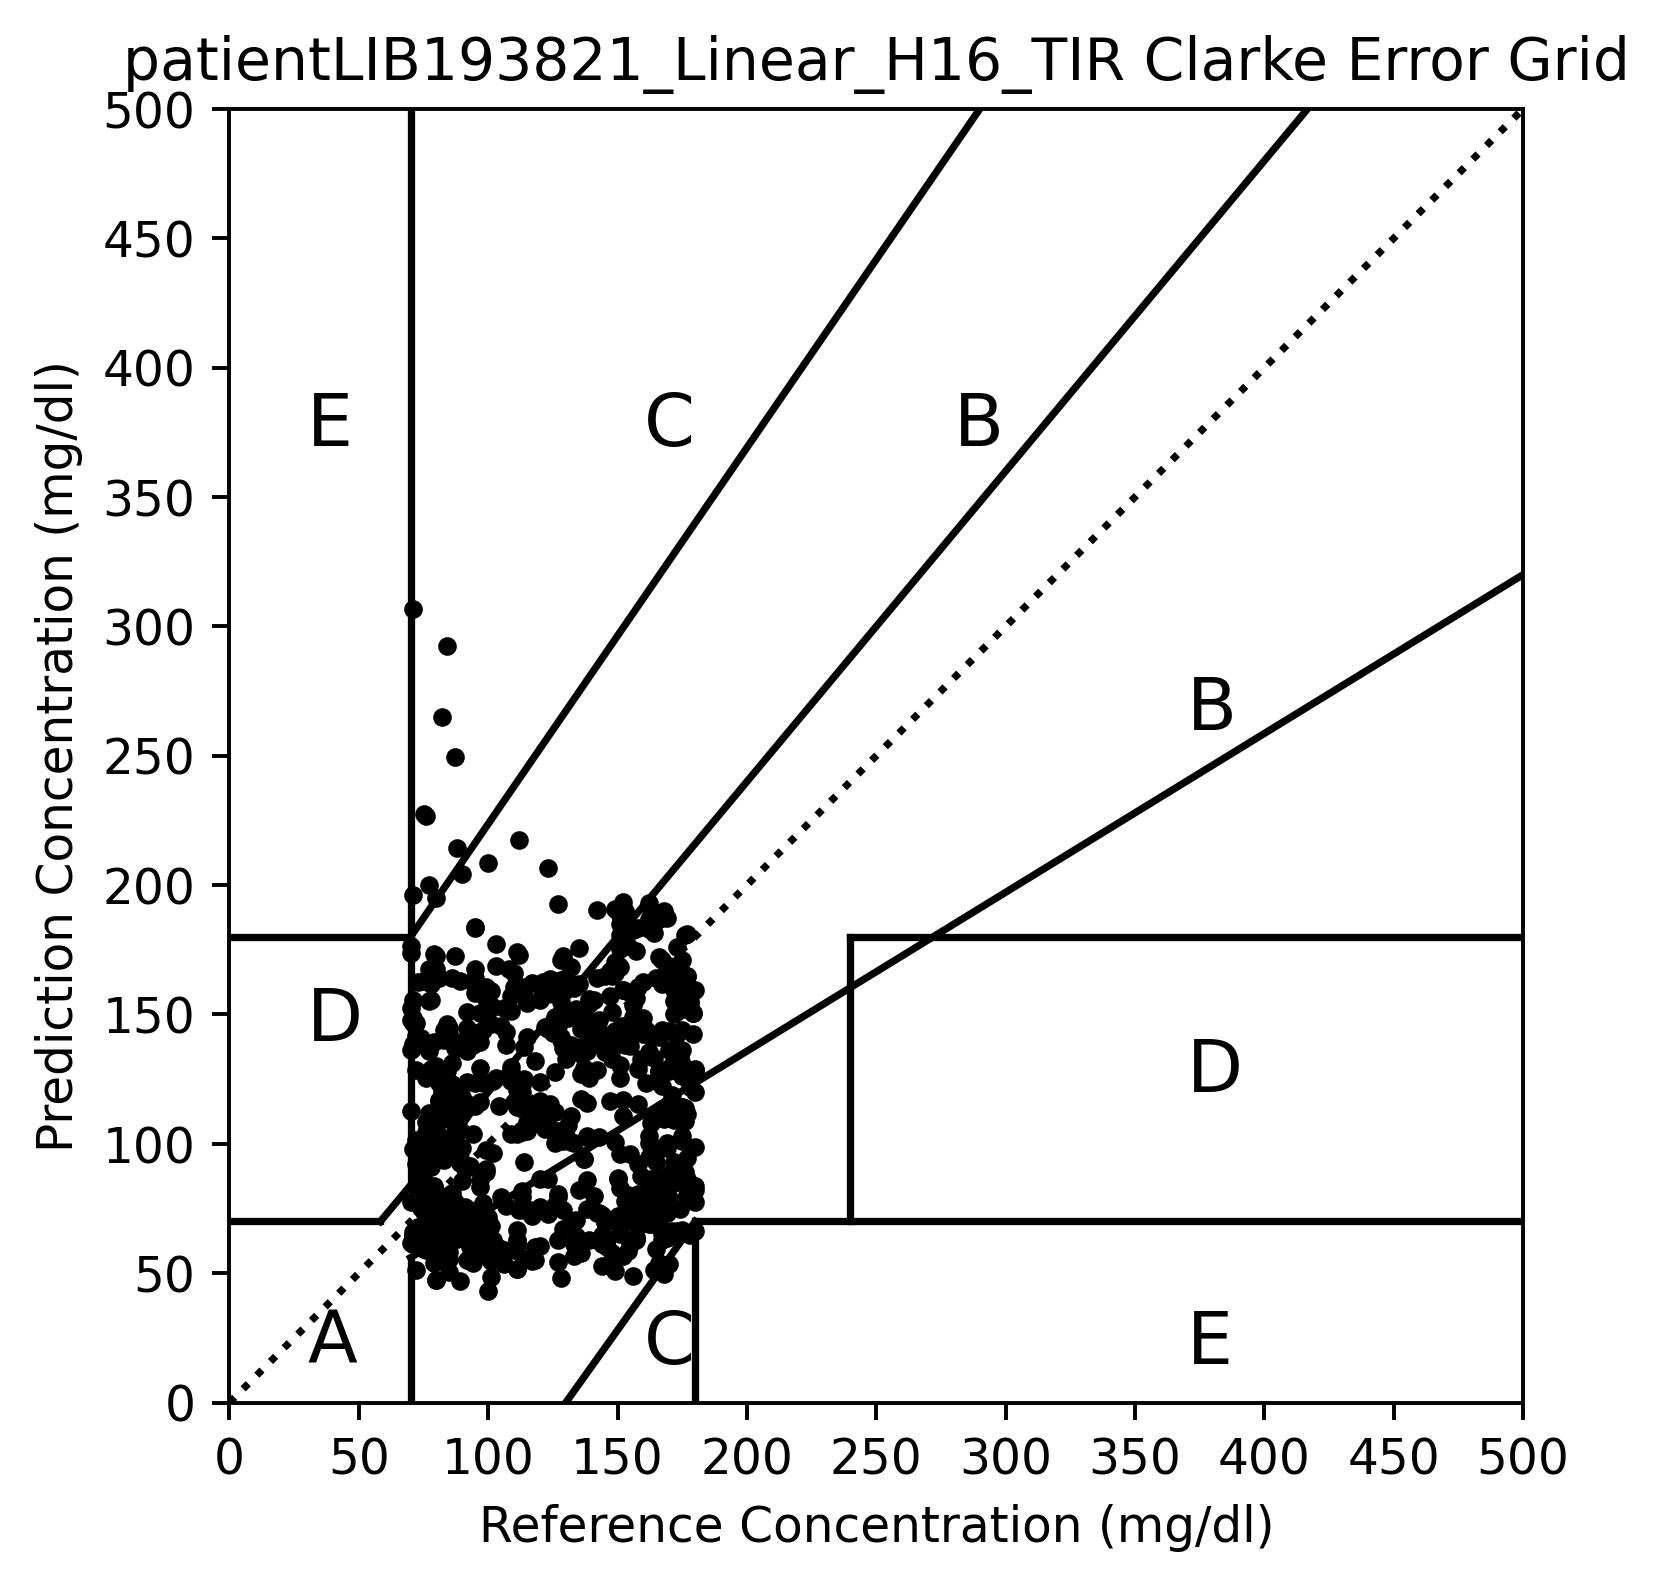 patientLIB193821_Linear_H16_TIR Clarke Error Grid
500
450
400
350
300
250
200
150
100
50
0
Prediction Concentration (mg/dl)
E
C
B
B
D
D
A
C
E
0 50 100 150 200 250 300 350 400 450 500
Reference Concentration (mg/dl)